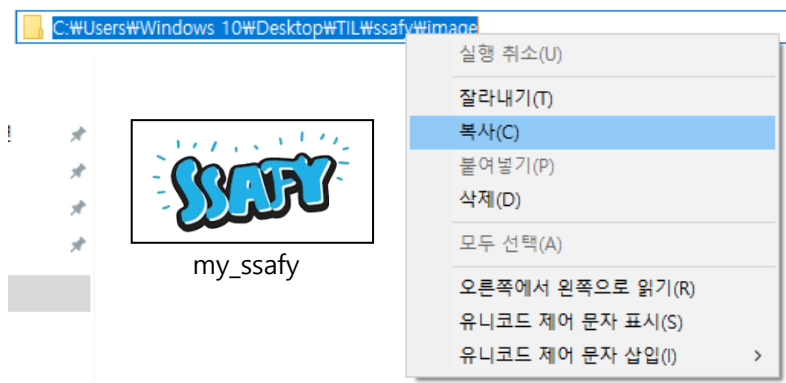 C:₩Users₩Windows 10₩Desktop₩TIL₩ssafy₩image
실행 취소(U)
잘라내기(T)
복사(C)
붙여넣기(P)
삭제(D)
모두 선택(A)
오른쪽에서 왼쪽으로 읽기(R)
유니코드 제어 문자 표시(S)
유니코드 제어 문자 삽입(I)
SSAFY
my_ssafy